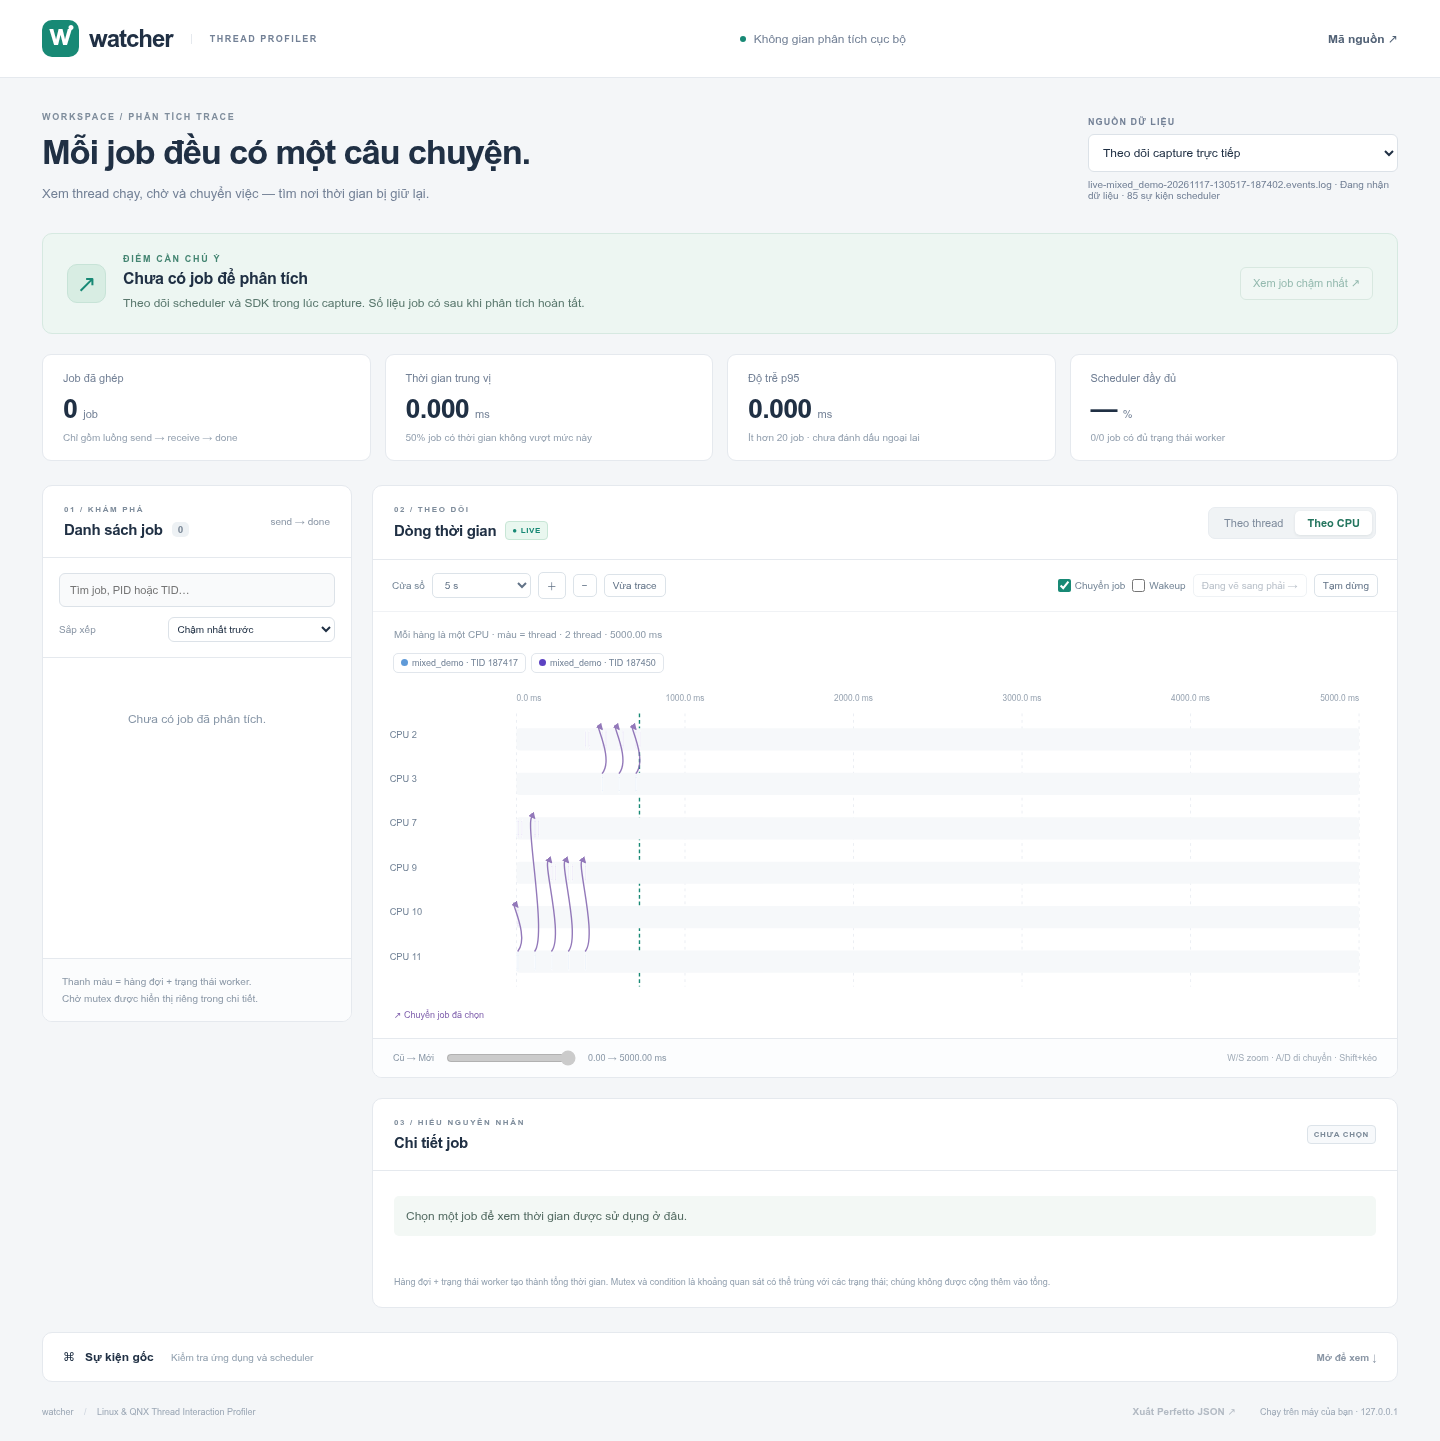 watcher
THREAD PROFILER
Không gian phân tích cục bộ
Mã nguồn ↗
WORKSPACE / PHÂN TÍCH TRACE
Mỗi job đều có một câu chuyện.
Xem thread chạy, chờ và chuyển việc — tìm nơi thời gian bị giữ lại.
NGUỒN DỮ LIỆU
Theo dõi capture trực tiếp
live-mixed_demo-20261117-130517-187402.events.log · Đang nhận
dữ liệu · 85 sự kiện scheduler
ĐIỂM CẦN CHÚ Ý
Chưa có job để phân tích
Theo dõi scheduler và SDK trong lúc capture. Số liệu job có sau khi phân tích hoàn tất.
Xem job chậm nhất ↗
Job đã ghép
0 job
Chỉ gồm luồng send → receive → done
Thời gian trung vị
0.000 ms
50% job có thời gian không vượt mức này
Độ trễ p95
0.000 ms
Ít hơn 20 job · chưa đánh dấu ngoại lai
Scheduler đầy đủ
— %
0/0 job có đủ trạng thái worker
01 / KHÁM PHÁ
Danh sách job 0
send → done
Tìm job, PID hoặc TID…
Sắp xếp
Chậm nhất trước
Chưa có job đã phân tích.
Thanh màu = hàng đợi + trạng thái worker.
Chờ mutex được hiển thị riêng trong chi tiết.
02 / THEO DÕI
Dòng thời gian ● LIVE
Theo thread
Theo CPU
Cửa sổ
5 s
+
−
Vừa trace
Chuyển job
Wakeup
Đang vẽ sang phải →
Tạm dừng
Mỗi hàng là một CPU · màu = thread · 2 thread · 5000.00 ms
mixed_demo · TID 187417
mixed_demo · TID 187450
0.0 ms
1000.0 ms
2000.0 ms
3000.0 ms
4000.0 ms
5000.0 ms
CPU 2
CPU 3
CPU 7
CPU 9
CPU 10
CPU 11
↗ Chuyển job đã chọn
Cũ → Mới
0.00 → 5000.00 ms
W/S zoom · A/D di chuyển · Shift+kéo
03 / HIỂU NGUYÊN NHÂN
Chi tiết job
CHƯA CHỌN
Chọn một job để xem thời gian được sử dụng ở đâu.
Hàng đợi + trạng thái worker tạo thành tổng thời gian. Mutex và condition là khoảng quan sát có thể trùng với các trạng thái; chúng không được cộng thêm vào tổng.
⌘ Sự kiện gốc
Kiểm tra ứng dụng và scheduler
Mở để xem ↓
watcher / Linux & QNX Thread Interaction Profiler
Xuất Perfetto JSON ↗
Chạy trên máy của bạn · 127.0.0.1